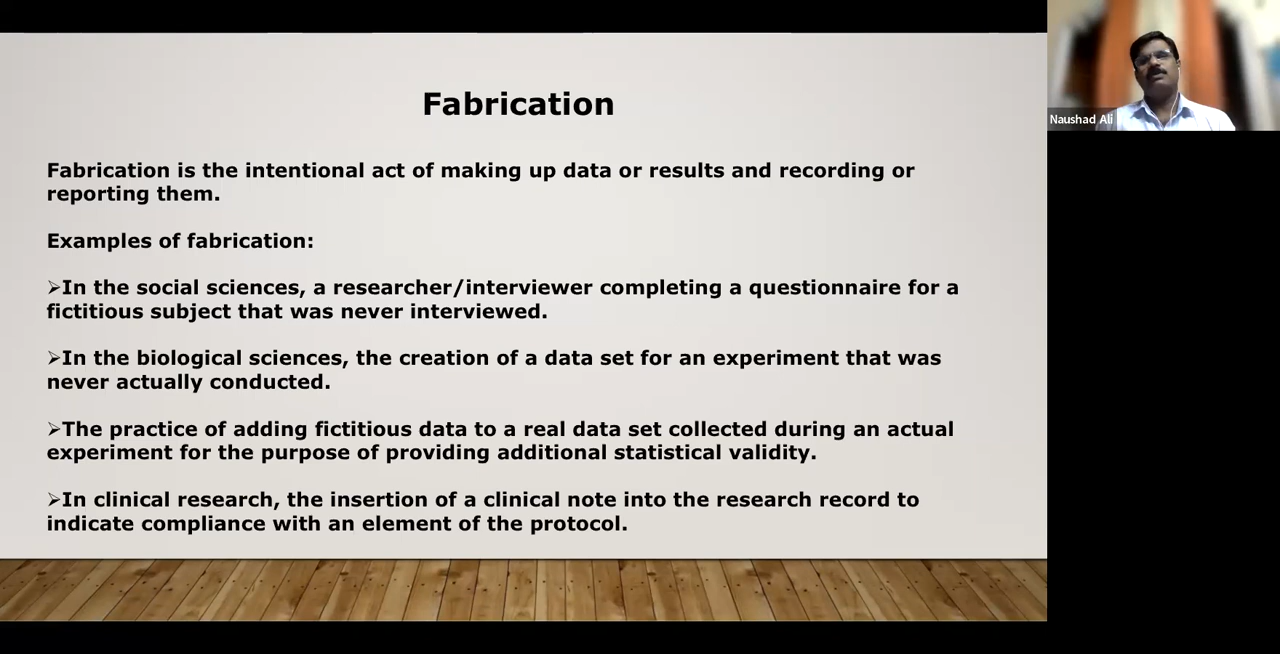 Fabrication
Fabrication is the intentional act of making up data or results and recording or
reporting them.
Examples of fabrication:
➢In the social sciences, a researcher/interviewer completing a questionnaire for a
fictitious subject that was never interviewed.
➢In the biological sciences, the creation of a data set for an experiment that was
never actually conducted.
➢The practice of adding fictitious data to a real data set collected during an actual
experiment for the purpose of providing additional statistical validity.
➢In clinical research, the insertion of a clinical note into the research record to
indicate compliance with an element of the protocol.
Naushad Ali